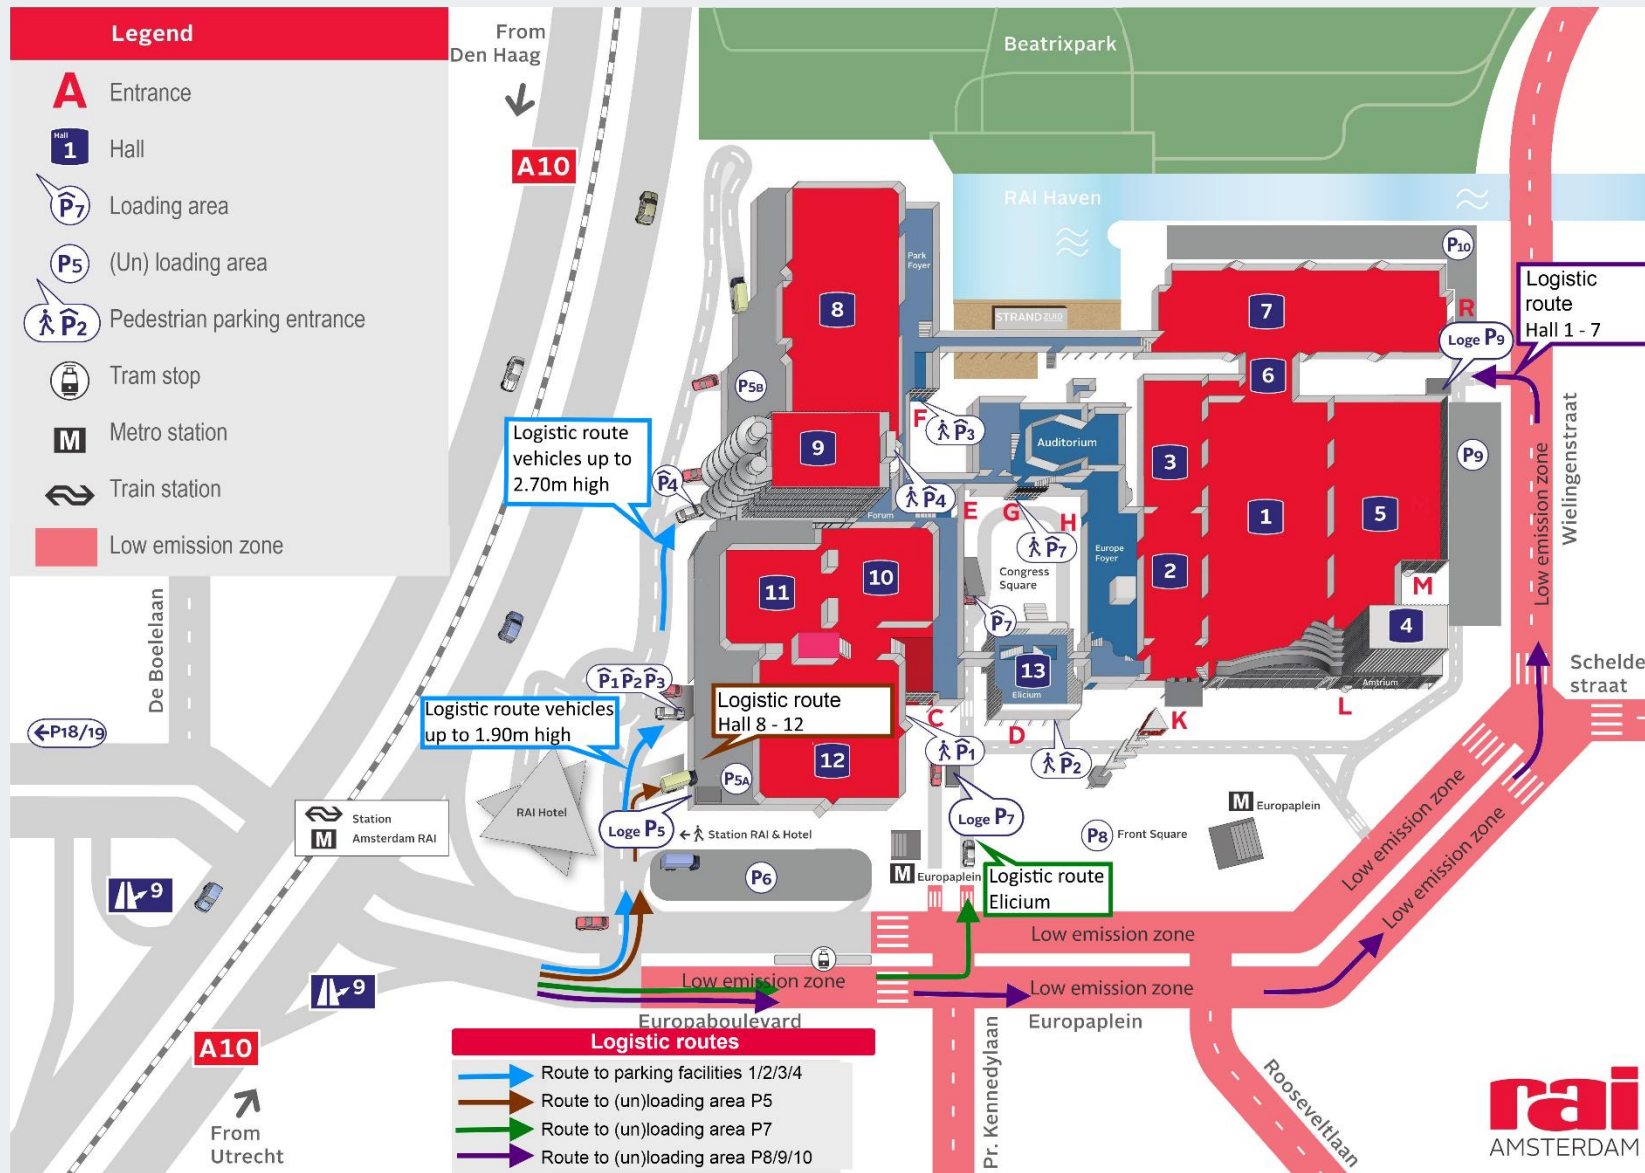 Legend
A Entrance
Hall
1 Hall
P7 Loading area
P5 (Un) loading area
P2 Pedestrian parking entrance
Tram stop
M Metro station
Train station
Low emission zone
From
Den Haag
A10
Beatrixpark
RAI Haven
STRAND ZUID
Park
Foyer
P10
7
R
Logistic
route
Hall 1 - 7
Loge P9
8
P5B
6
F
P3
Auditorium
Logistic route
vehicles up to
2.70m high
9
P4
P4
Forum
3
1
5
P9
M
Low emission zone
Wielingenstraat
E
G
H
P7
Europe
Foyer
Congress
Square
2
11
10
P7
M
4
13
Elicium
Amtrium
De Boelelaan
P1 P2 P3
Schelde
straat
Logistic route vehicles
up to 1.90m high
Logistic route
Hall 8 - 12
C
D
K
L
←P18/19
12
P1
P2
P5A
RAI Hotel
Station
M Amsterdam RAI
Loge P5
← Station RAI & Hotel
Loge P7
P8 Front Square
M Europaplein
M Europaplein
P6
Logistic route
Elicium
Low emission zone
Low emission zone
9
Low emission zone
Low emission zone
Low emission zone
9
Europaboulevard
Europaplein
A10
From
Utrecht
Pr. Kennedylaan
Rooseveltlaan
Logistic routes
Route to parking facilities 1/2/3/4
Route to (un)loading area P5
Route to (un)loading area P7
Route to (un)loading area P8/9/10
rai
AMSTERDAM